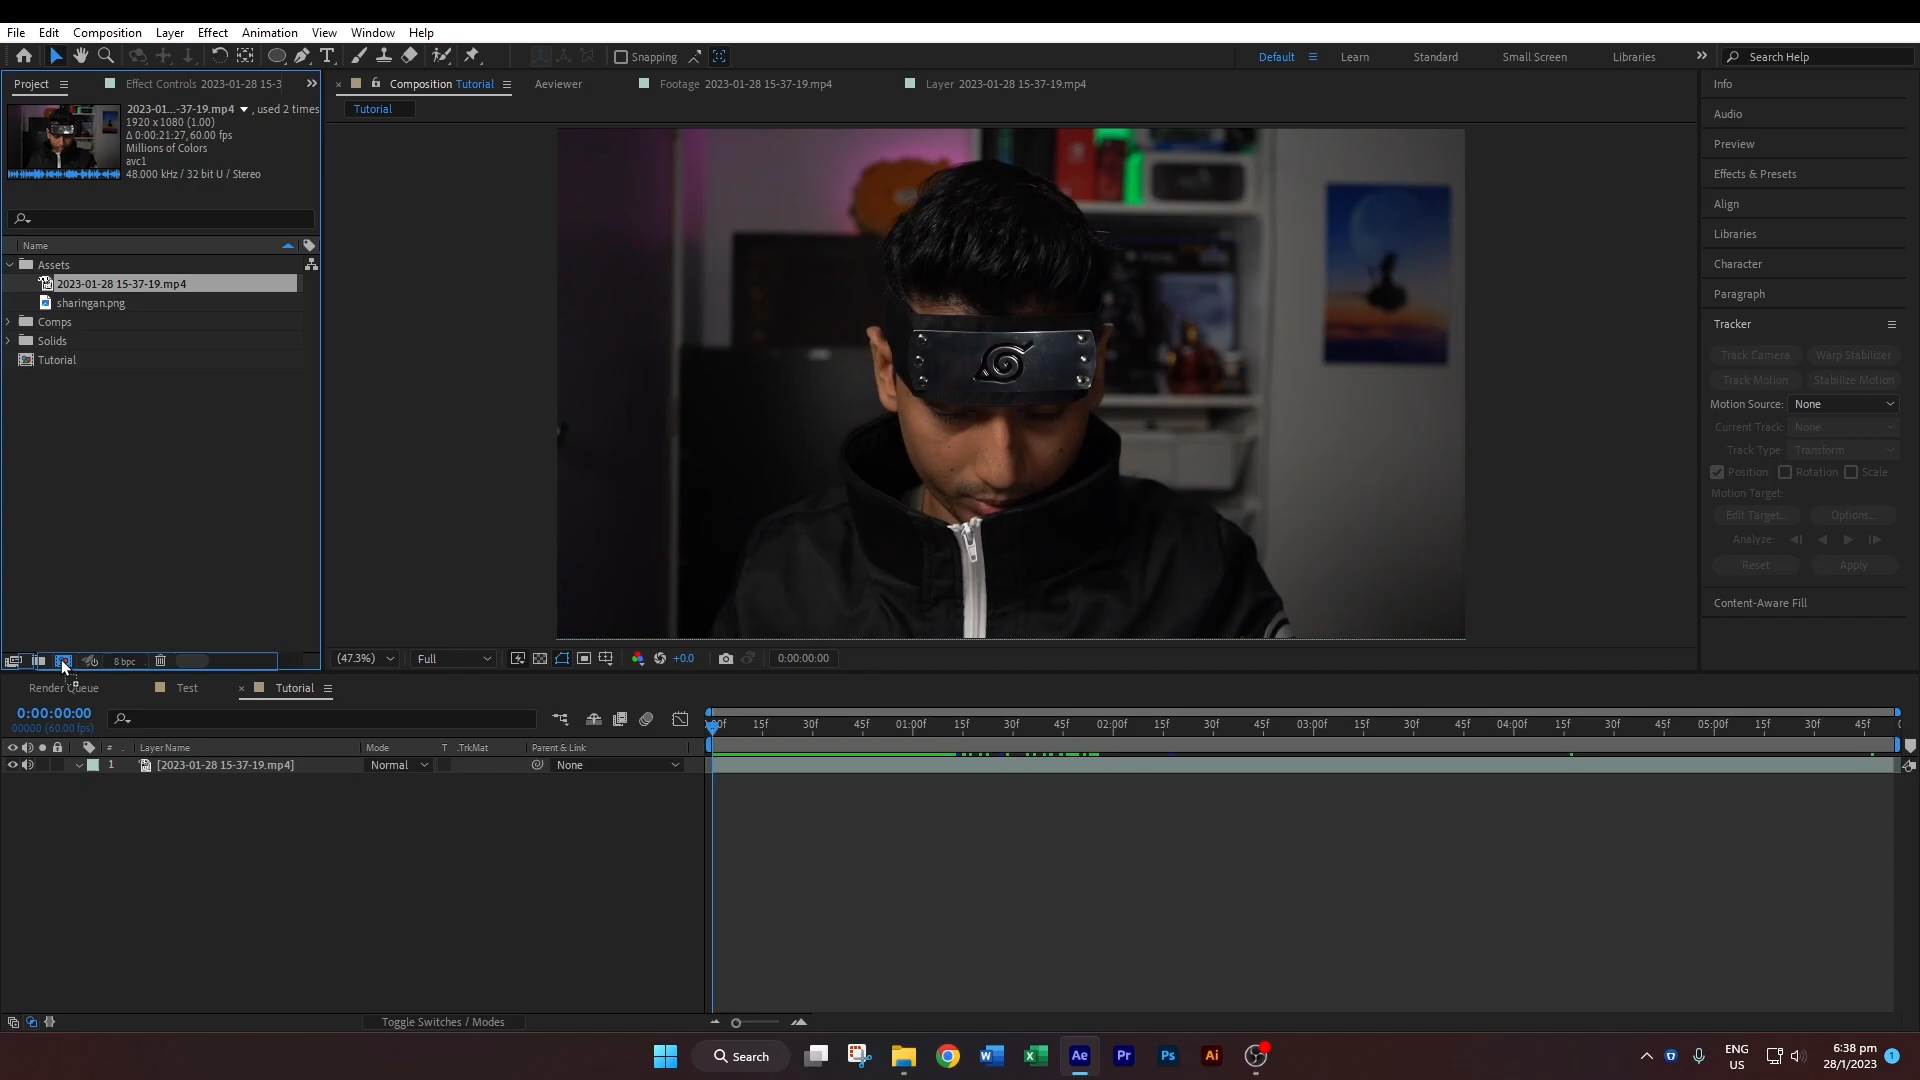 File Edit Composition Layer Effect Animation View Window Help
Snapping
Default Learn Standard Small Screen Libraries Search Help
Project Effect Controls 2023-01-28 15-3
2023-01...-37-19.mp4 , used 2 times
1920 x 1080 (1.00)
Δ 0:00:21:27, 60.00 fps
Millions of Colors
avc1
48.000 kHz / 32 bit U / Stereo
Name
Assets
2023-01-28 15-37-19.mp4
sharingan.png
Comps
Solids
Tutorial
8 bpc
Composition Tutorial Aeviewer Footage 2023-01-28 15-37-19.mp4 Layer 2023-01-28 15-37-19.mp4
Tutorial
(47.3%) Full +0.0 0:00:00:00
Info
Audio
Preview
Effects & Presets
Align
Libraries
Character
Paragraph
Tracker
Track Camera Warp Stabilizer
Track Motion Stabilize Motion
Motion Source: None
Current Track: None
Track Type: Transform
Position Rotation Scale
Motion Target:
Edit Target... Options...
Analyze:
Reset Apply
Content-Aware Fill
Render Queue Test Tutorial
0:00:00:00
00000 (60.00 fps)
:00f 15f 30f 45f 01:00f 15f 30f 45f 02:00f 15f 30f 45f 03:00f 15f 30f 45f 04:00f 15f 30f 45f 05:00f 15f 30f 45f
# Layer Name Mode T .TrkMat Parent & Link
1 [2023-01-28 15-37-19.mp4] Normal None
Toggle Switches / Modes
Search
W X Ae Pr Ps Ai
ENG
US
6:38 pm
28/1/2023
1